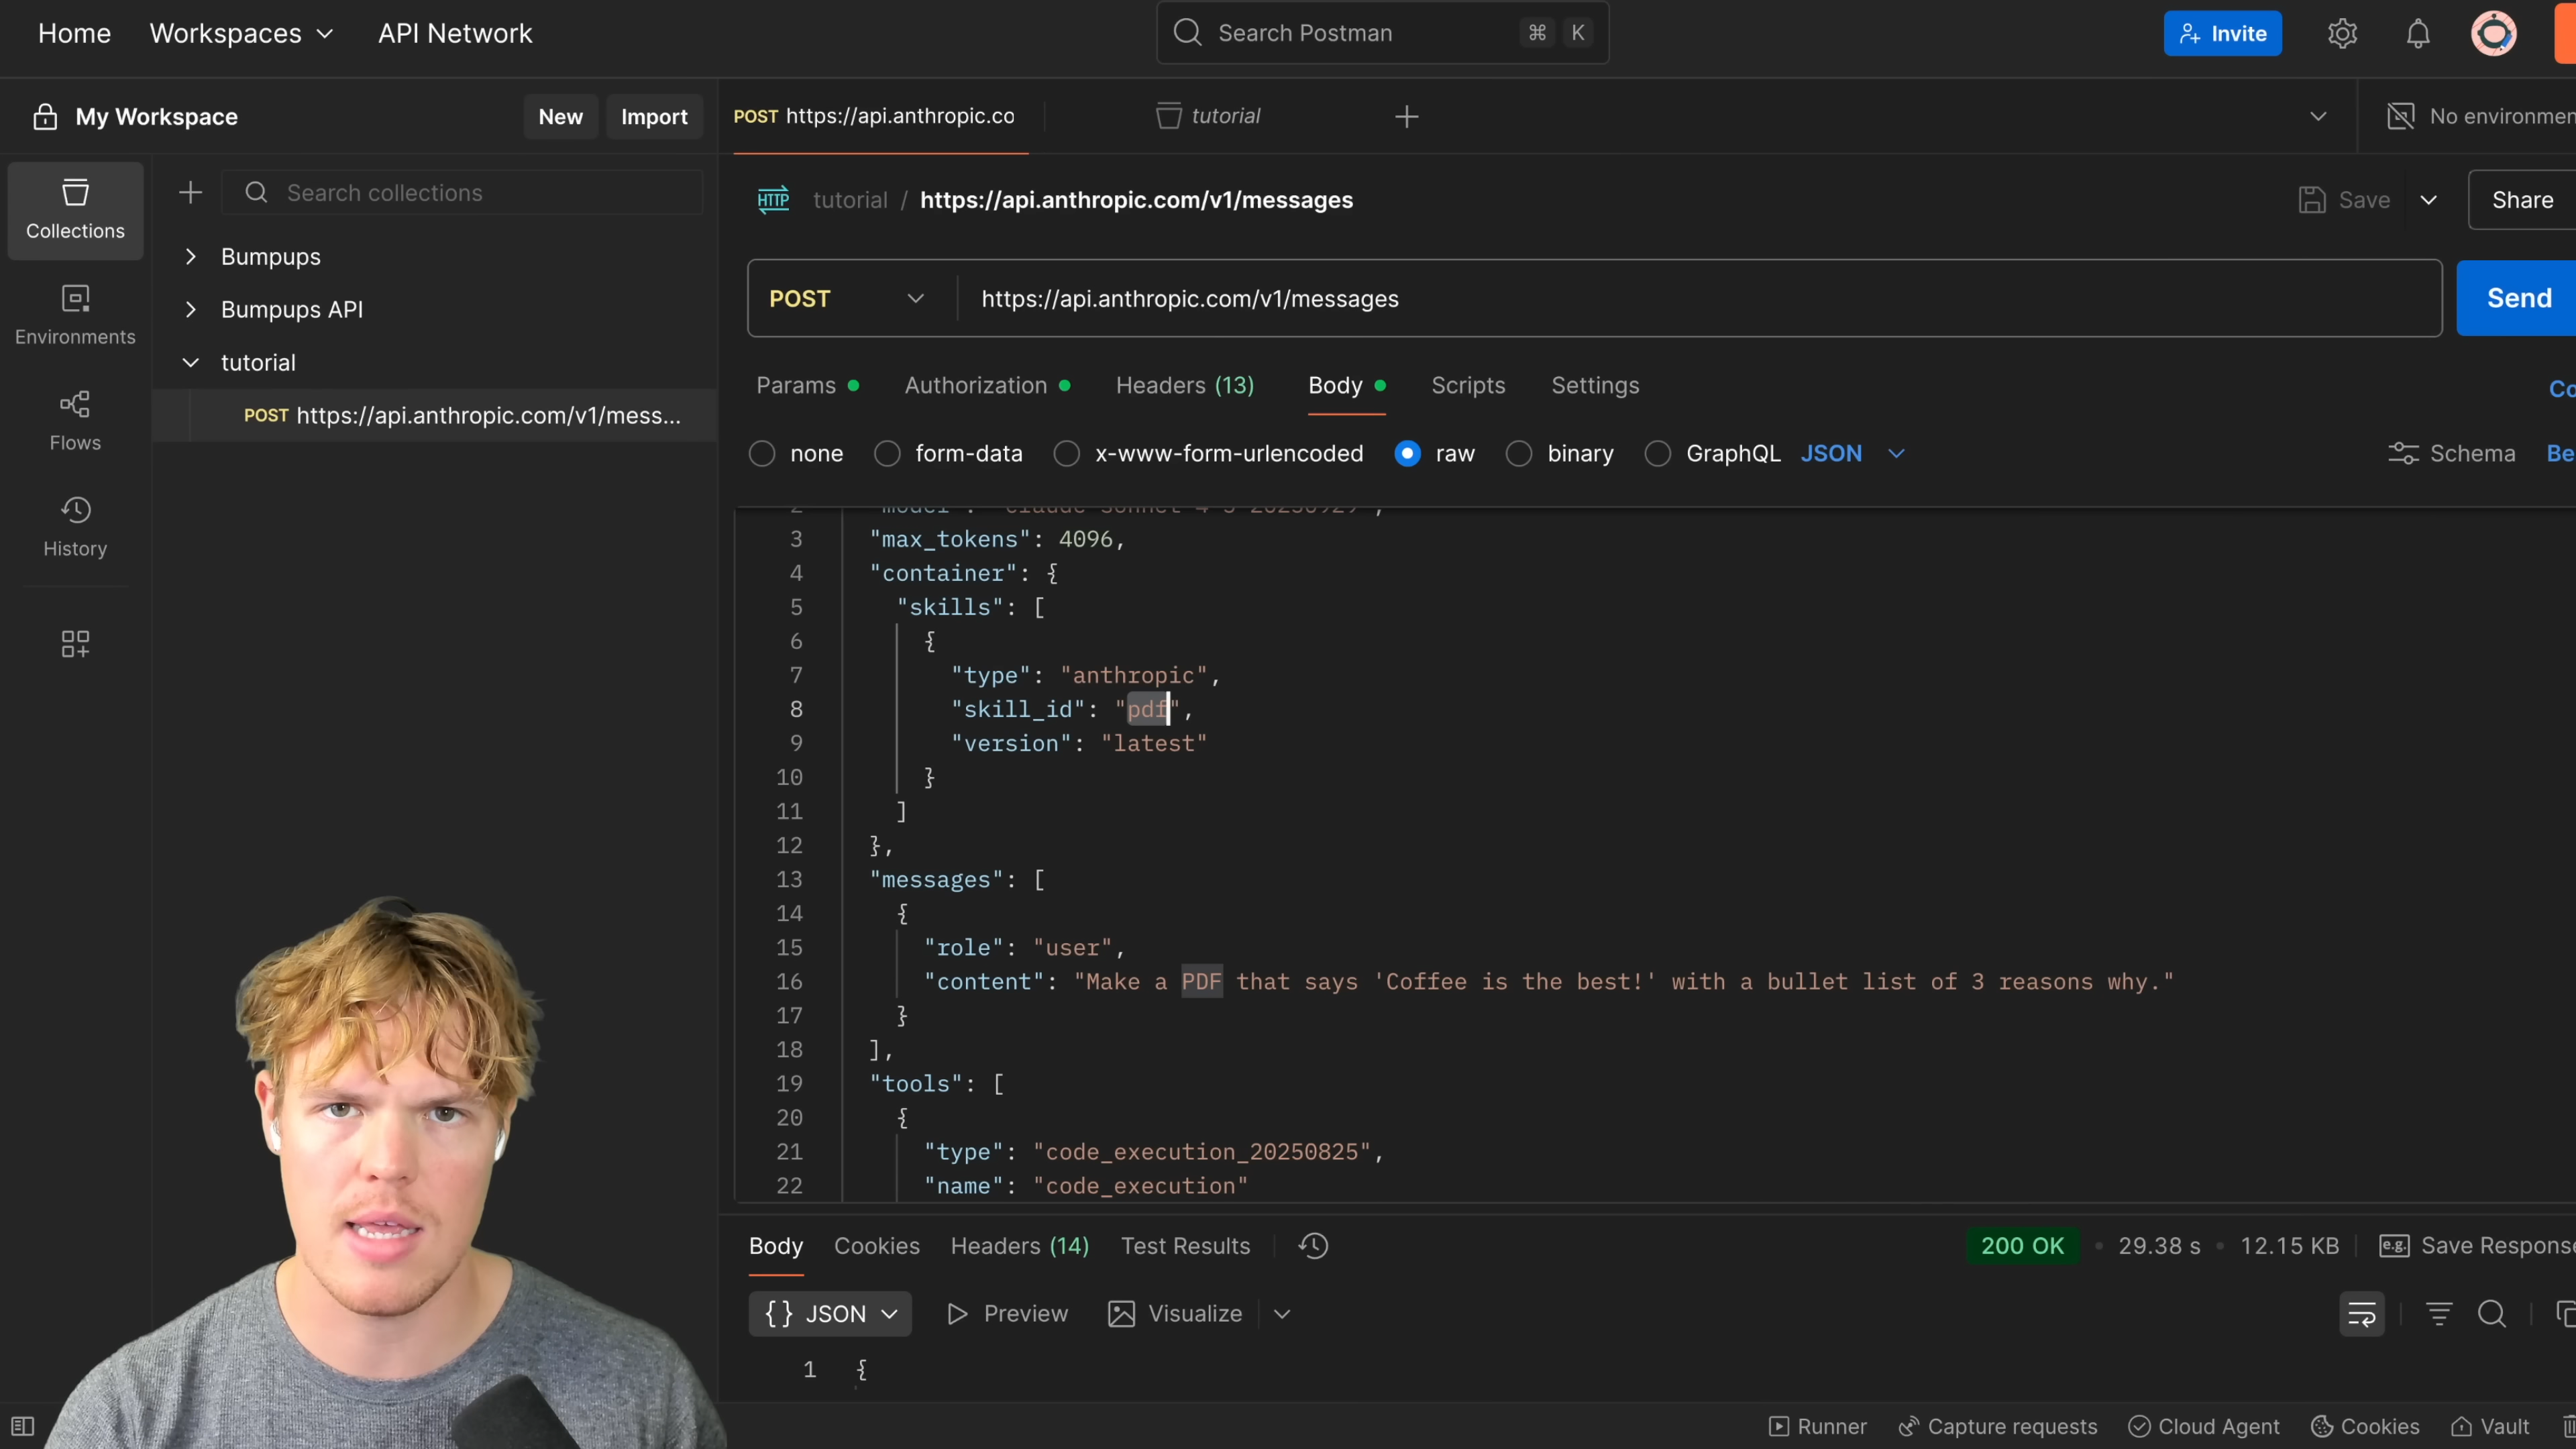 Home Workspaces API Network
Search Postman ⌘ K
Invite
My Workspace New Import
POST https://api.anthropic.co
tutorial
No environmen
Collections
Search collections
HTTP tutorial / https://api.anthropic.com/v1/messages
Save Share
Bumpups
Bumpups API
tutorial
POST https://api.anthropic.com/v1/mess...
Environments
Flows
History
POST https://api.anthropic.com/v1/messages Send
Params Authorization Headers (13) Body Scripts Settings Co
none form-data x-www-form-urlencoded raw binary GraphQL JSON Schema Be
3 "max_tokens": 4096,
4 "container": {
5 "skills": [
6 {
7 "type": "anthropic",
8 "skill_id": "pdf",
9 "version": "latest"
10 }
11 ]
12 },
13 "messages": [
14 {
15 "role": "user",
16 "content": "Make a PDF that says 'Coffee is the best!' with a bullet list of 3 reasons why."
17 }
18 ],
19 "tools": [
20 {
21 "type": "code_execution_20250825",
22 "name": "code_execution"
Body Cookies Headers (14) Test Results
200 OK • 29.38 s • 12.15 KB e.g. Save Response
{} JSON Preview Visualize
1 {
Runner Capture requests Cloud Agent Cookies Vault